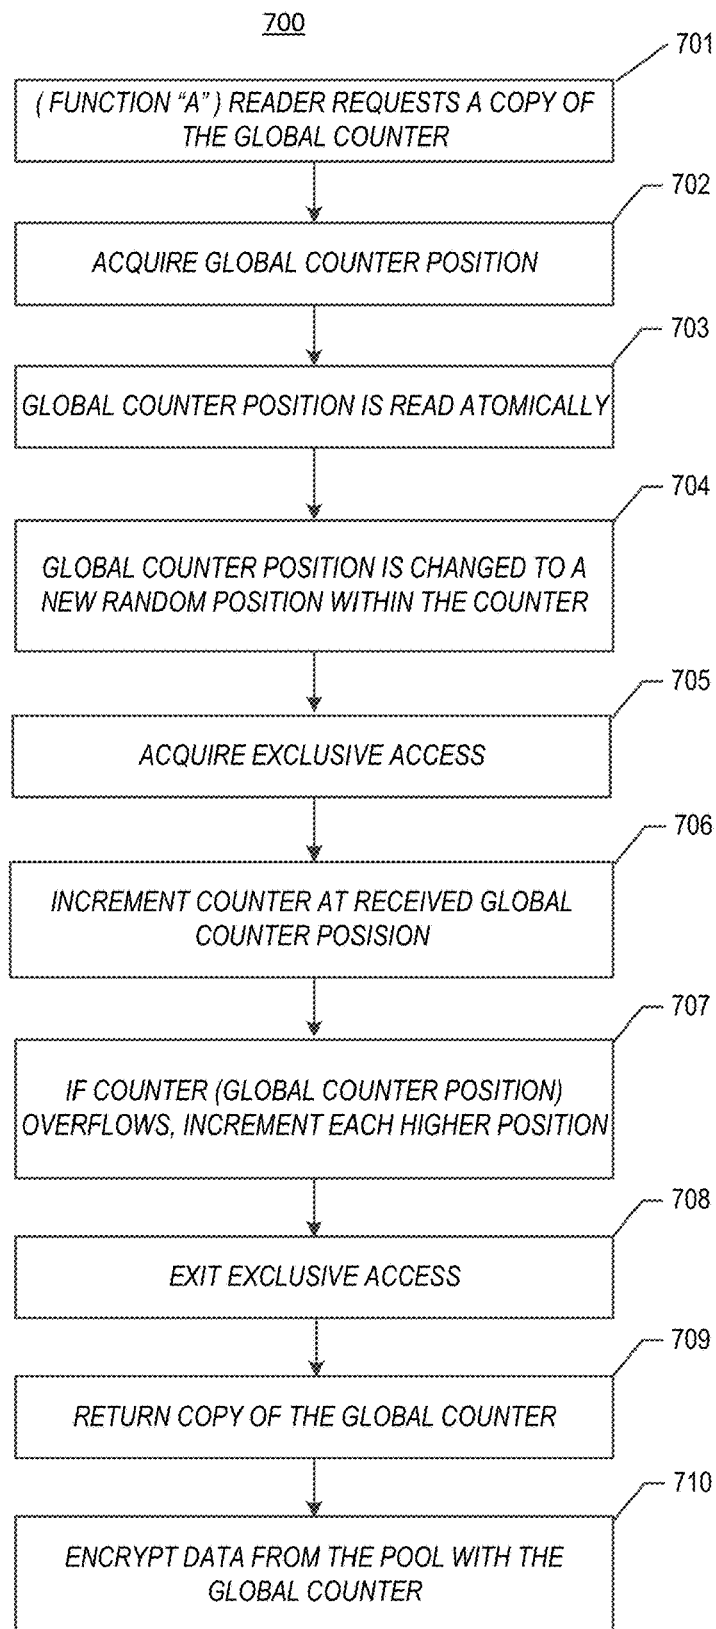 700
701
( FUNCTION “A” ) READER REQUESTS A COPY OF
THE GLOBAL COUNTER
702
ACQUIRE GLOBAL COUNTER POSITION
703
GLOBAL COUNTER POSITION IS READ ATOMICALLY
704
GLOBAL COUNTER POSITION IS CHANGED TO A
NEW RANDOM POSITION WITHIN THE COUNTER
705
ACQUIRE EXCLUSIVE ACCESS
706
INCREMENT COUNTER AT RECEIVED GLOBAL
COUNTER POSISION
707
IF COUNTER (GLOBAL COUNTER POSITION)
OVERFLOWS, INCREMENT EACH HIGHER POSITION
708
EXIT EXCLUSIVE ACCESS
709
RETURN COPY OF THE GLOBAL COUNTER
710
ENCRYPT DATA FROM THE POOL WITH THE
GLOBAL COUNTER